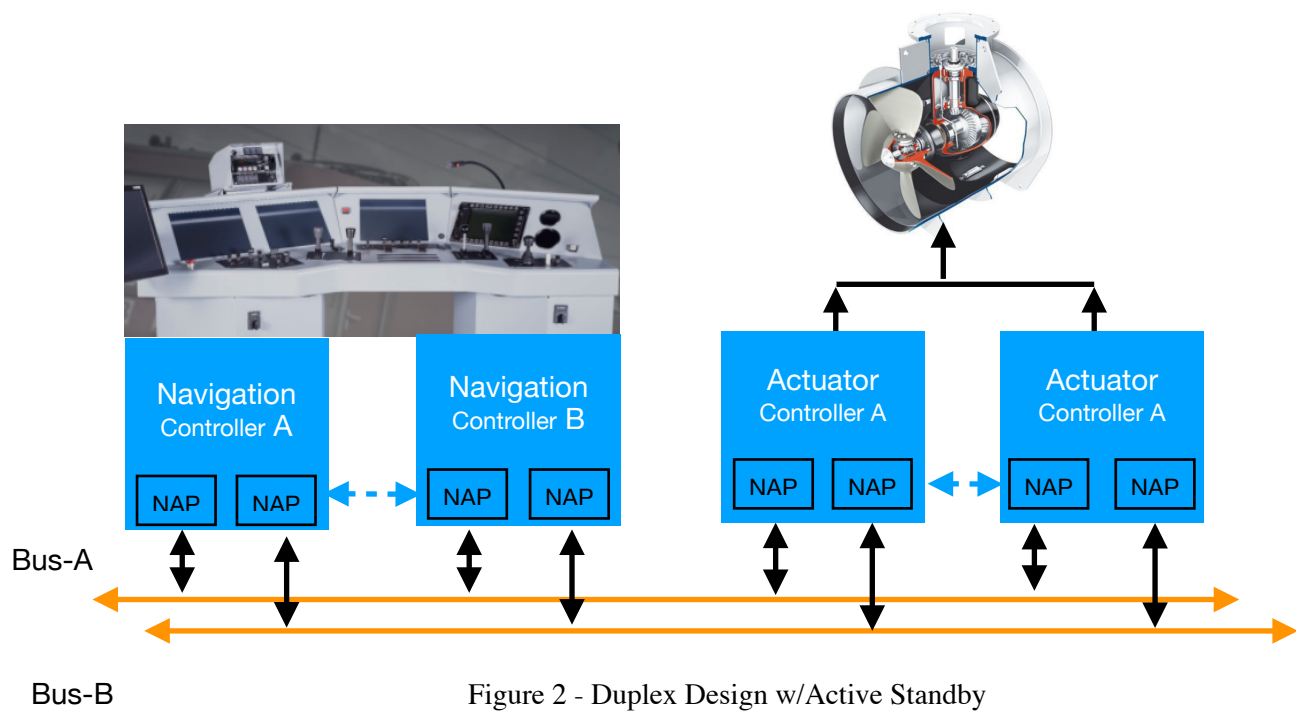 Navigation
Controller A
NAP
NAP
Navigation
Controller B
NAP
NAP
Actuator
Controller A
NAP
NAP
Actuator
Controller A
NAP
NAP
Bus-A
Bus-B
Figure 2 - Duplex Design w/Active Standby